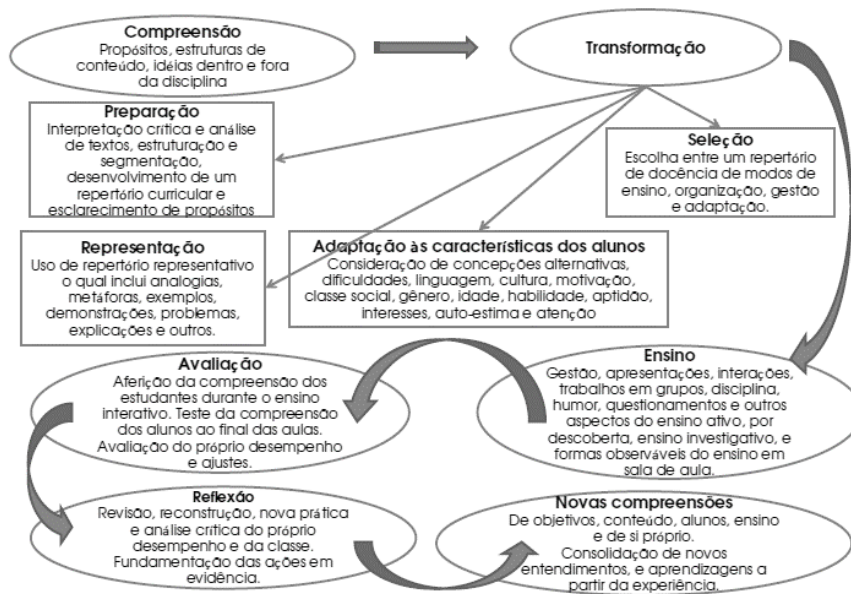 Compreensão
Propósitos, estruturas de
conteúdo, idéias dentro e fora
da disciplina
Transformação
Preparação
Interpretação crítica e análise
de textos, estruturação e
segmentação,
desenvolvimento de um
repertório curricular e
esclarecimento de propósitos
Seleção
Escolha entre um repertório
de docência de modos de
ensino, organização, gestão
e adaptação.
Representação
Uso de repertório representativo
o qual inclui analogias,
metáforas, exemplos,
demonstrações, problemas,
explicações e outros.
Adaptação às características dos alunos
Consideração de concepções alternativas,
dificuldades, linguagem, cultura, motivação,
classe social, gênero, idade, habilidade, aptidão,
interesses, auto-estima e atenção
Ensino
Gestão, apresentações, interações,
trabalhos em grupos, disciplina,
humor, questionamentos e outros
aspectos do ensino ativo, por
descoberta, ensino investigativo, e
formas observáveis do ensino em
sala de aula.
Avaliação
Aferição da compreensão dos
estudantes durante o ensino
interativo. Teste da compreensão
dos alunos ao final das aulas.
Avaliação do próprio desempenho
e ajustes.
Reflexão
Revisão, reconstrução, nova prática
e análise crítica do próprio
desempenho e da classe.
Fundamentação das ações em
evidência.
Novas compreensões
De objetivos, conteúdo, alunos, ensino
e de si próprio.
Consolidação de novos
entendimentos, e aprendizagens a
partir da experiência.